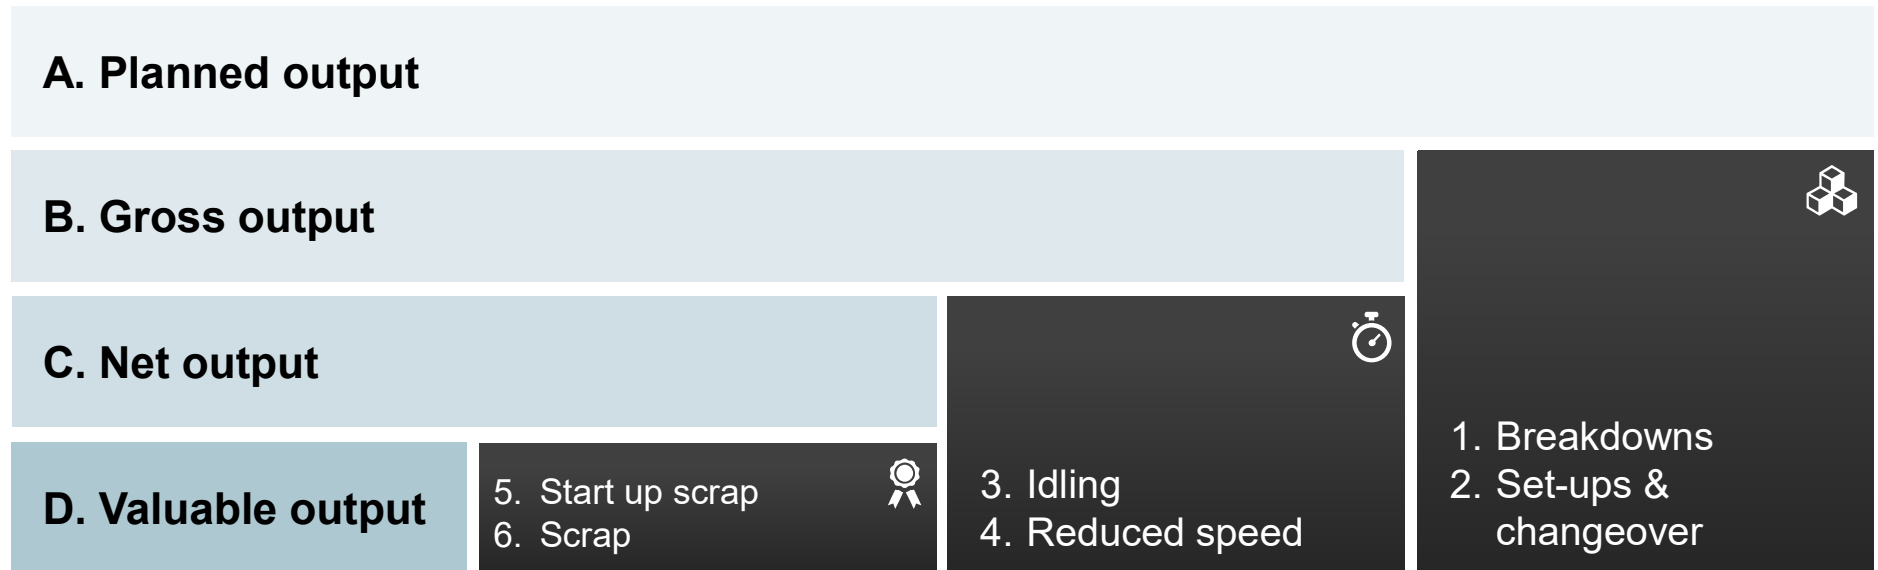 A. Planned output
B. Gross output
C. Net output
D. Valuable output
5. Start up scrap
6. Scrap
3. Idling
4. Reduced speed
1. Breakdowns
2. Set-ups &
changeover